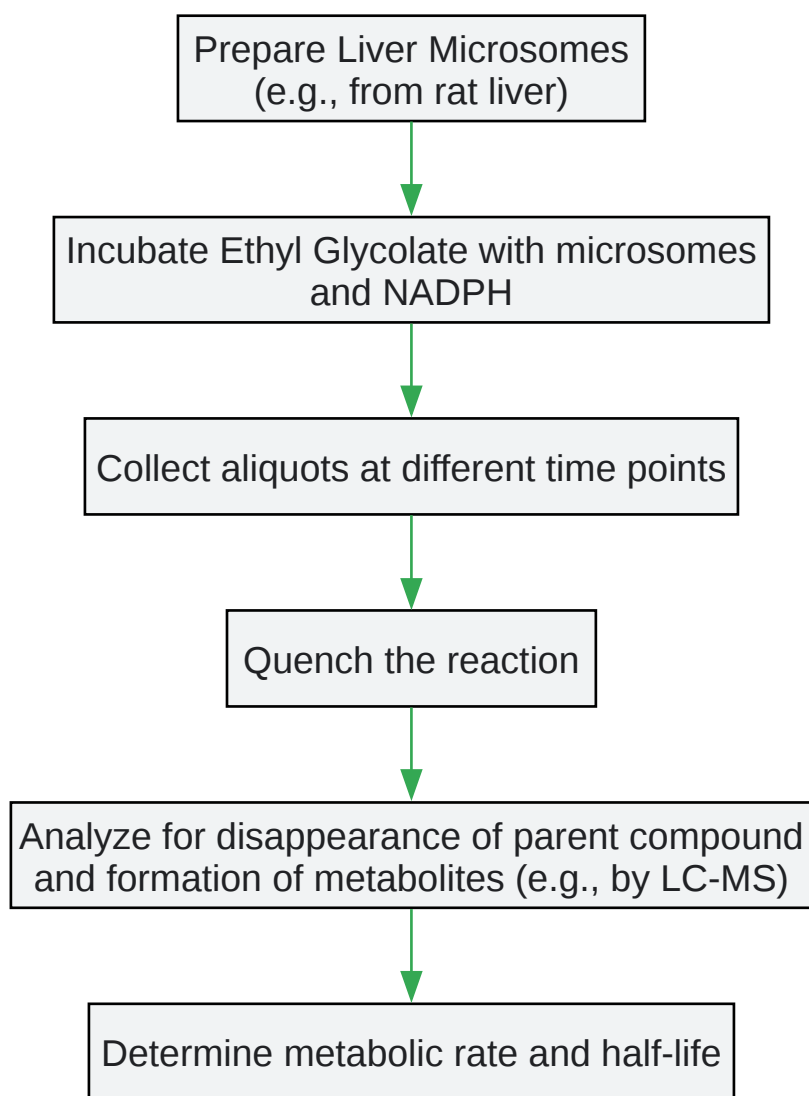 Prepare Liver Microsomes
(e.g., from rat liver)
Incubate Ethyl Glycolate with microsomes
and NADPH
Collect aliquots at different time points
Quench the reaction
Analyze for disappearance of parent compound
and formation of metabolites (e.g., by LC-MS)
Determine metabolic rate and half-life